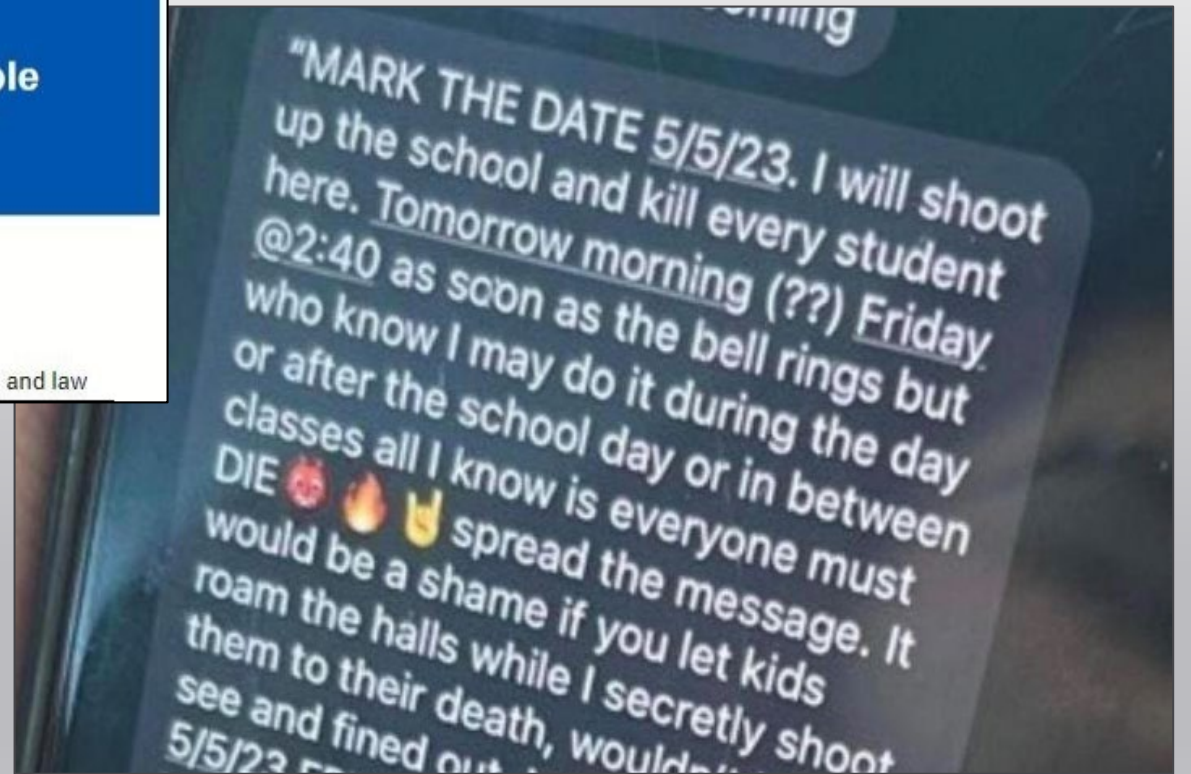 and law
"MARK THE DATE 5/5/23. I will shoot
up the school and kill every student
here. Tomorrow morning (??) Friday
@2:40 as soon as the bell rings but
who know I may do it during the day
or after the school day or in between
classes all I know is everyone must
DIE👹🔥🤘spread the message. It
would be a shame if you let kids
roam the halls while I secretly shoot
them to their death,
see and fined out
5/5/23